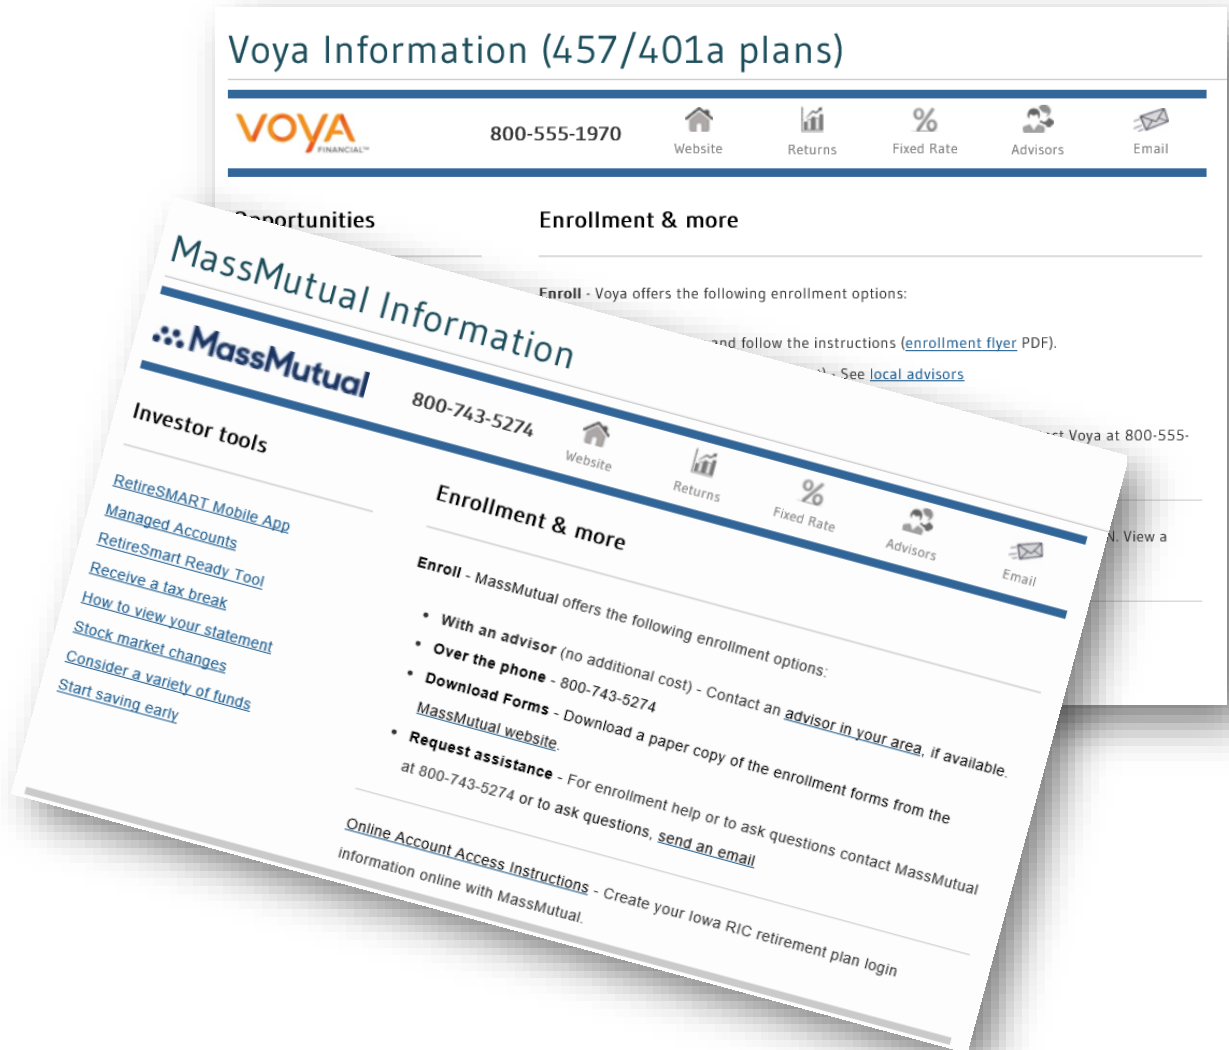 Voya Information (457/401a plans)
VOYA
FINANCIAL™
800-555-1970
Website
Returns
Fixed Rate
Advisors
Email
Opportunities
Enrollment & more
Enroll - Voya offers the following enrollment options:
and follow the instructions (enrollment flyer PDF).
- See local advisors
Voya at 800-555-
N. View a
MassMutual Information
MassMutual
800-743-5274
Website
Returns
Fixed Rate
Advisors
Email
Investor tools
RetireSMART Mobile App
Managed Accounts
RetireSmart Ready Tool
Receive a tax break
How to view your statement
Stock market changes
Consider a variety of funds
Start saving early
Enrollment & more
Enroll - MassMutual offers the following enrollment options:
• With an advisor (no additional cost) - Contact an advisor in your area, if available.
• Over the phone - 800-743-5274
• Download Forms - Download a paper copy of the enrollment forms from the
MassMutual website.
• Request assistance - For enrollment help or to ask questions contact MassMutual
at 800-743-5274 or to ask questions, send an email
Online Account Access Instructions - Create your Iowa RIC retirement plan login
information online with MassMutual.